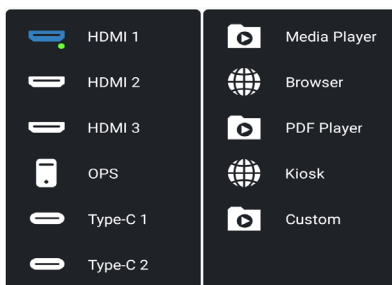 HDMI 1
HDMI 2
HDMI 3
OPS
Type-C 1
Type-C 2
Media Player
Browser
PDF Player
Kiosk
Custom